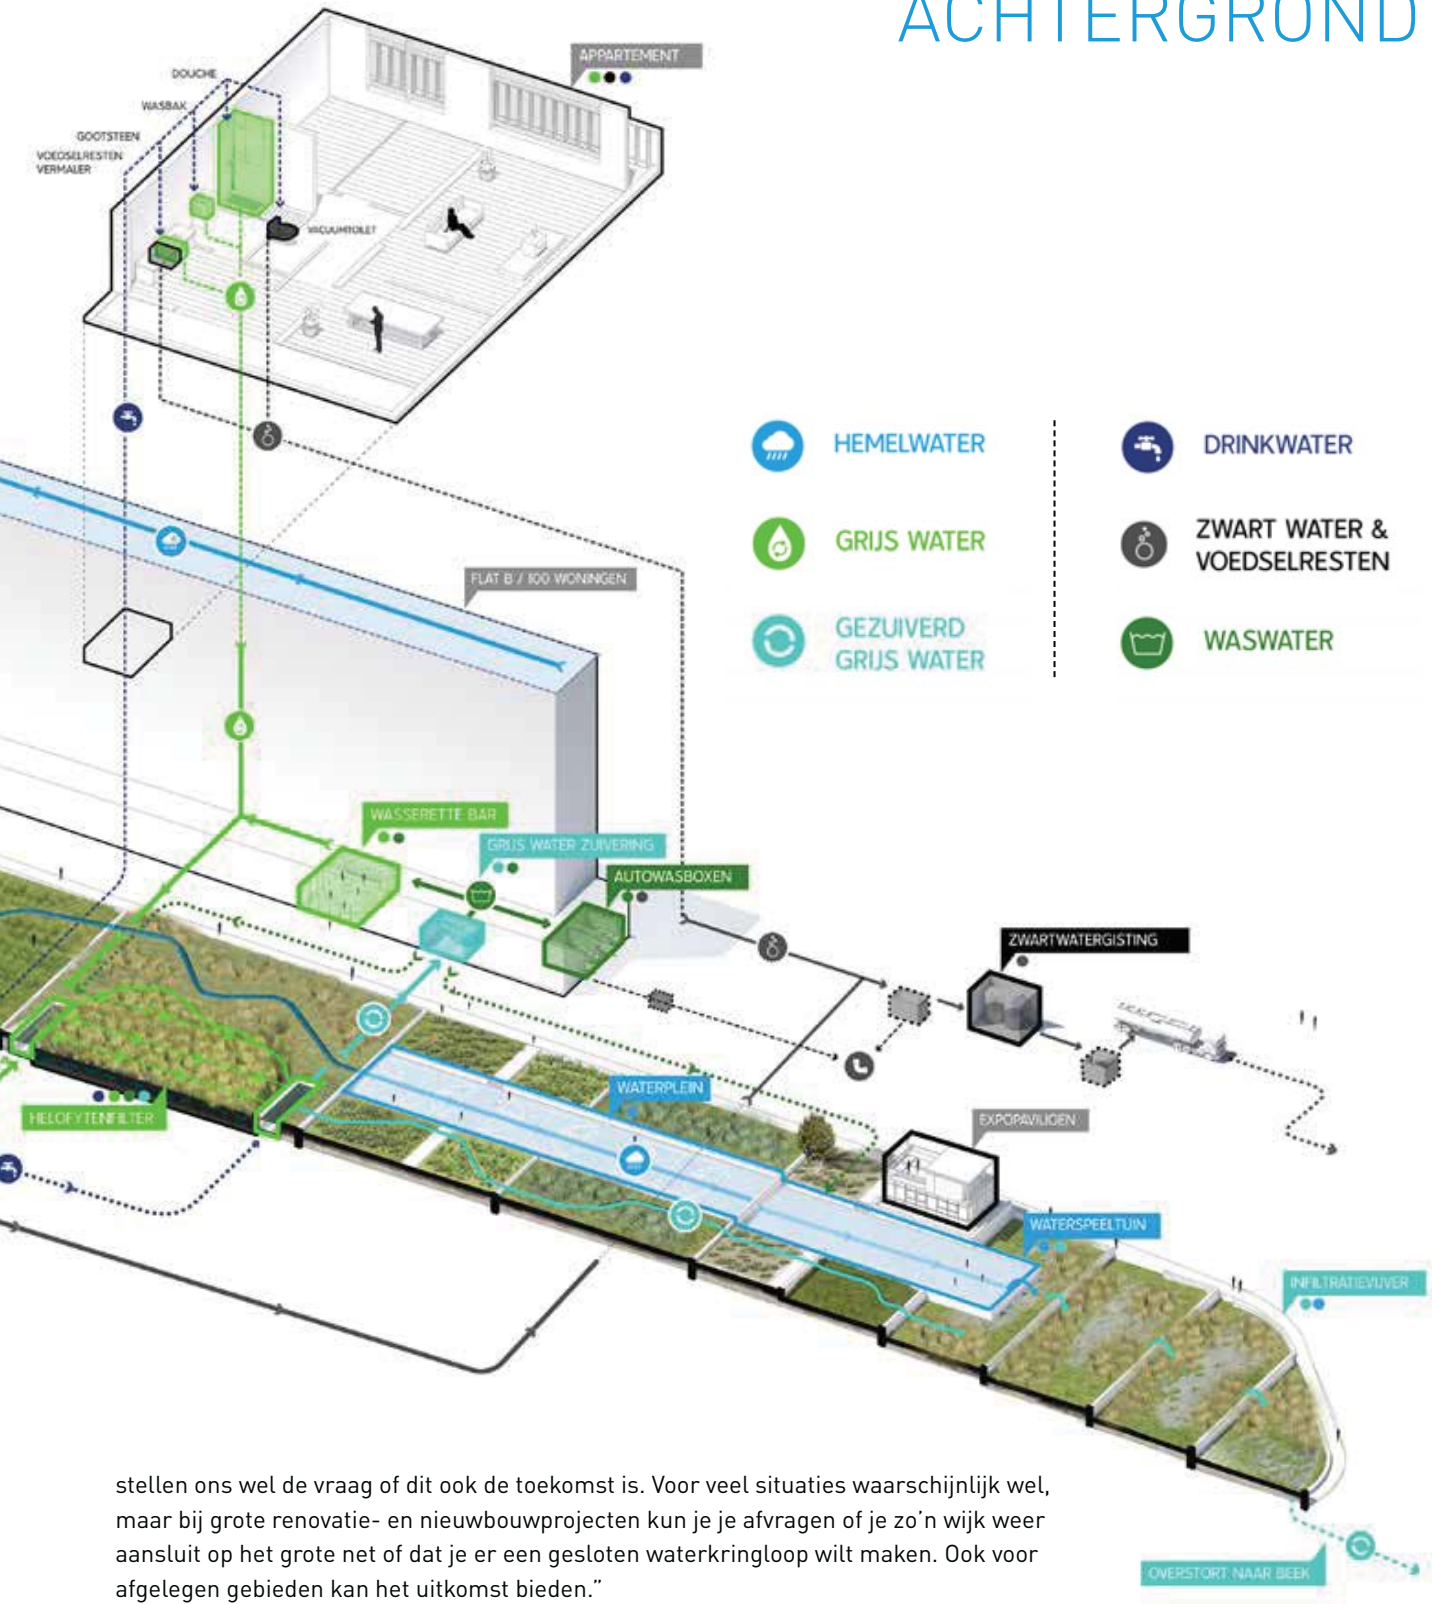 ACHTERGROND
APPARTEMENT
DOUCHE
WASBAK
GOOTSTEEN
VOEDSELRESTEN
VERMALER
VACUUMTOILET
HEMELWATER
GRIJS WATER
GEZUIVERD
GRIJS WATER
DRINKWATER
ZWART WATER &
VOEDSELRESTEN
WASWATER
FLAT B / 100 WONINGEN
WASSERETTE BAR
GRIJS WATER ZUIVERING
AUTOWASBOXEN
ZWARTWATERGISTING
WATERPLEIN
HELOFYTENFILTER
EXPOPAVILJOEN
WATERSPEELTUIN
INFILTRATIEVIJVER
OVERSTORT NAAR BEEK
stellen ons wel de vraag of dit ook de toekomst is. Voor veel situaties waarschijnlijk wel,
maar bij grote renovatie- en nieuwbouwprojecten kun je je afvragen of je zo’n wijk weer
aansluit op het grote net of dat je er een gesloten waterkringloop wilt maken. Ook voor
afgelegen gebieden kan het uitkomst bieden.”